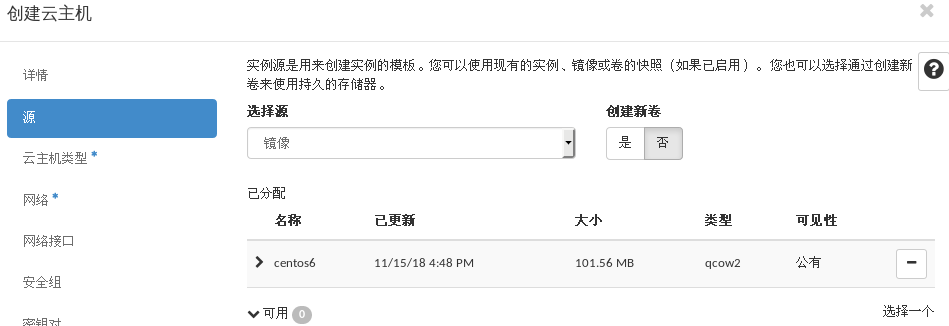 创建云主机
×
详情
源
云主机类型 *
网络 *
网络接口
安全组
密钥对
实例源是用来创建实例的模板。您可以使用现有的实例、镜像或卷的快照（如果已启用）。您也可以选择通过创建新
卷来使用持久的存储器。
?
选择源
创建新卷
镜像
是 否
已分配
名称 已更新 大小 类型 可见性
centos6 11/15/18 4:48 PM 101.56 MB qcow2 公有
可用 0 选择一个